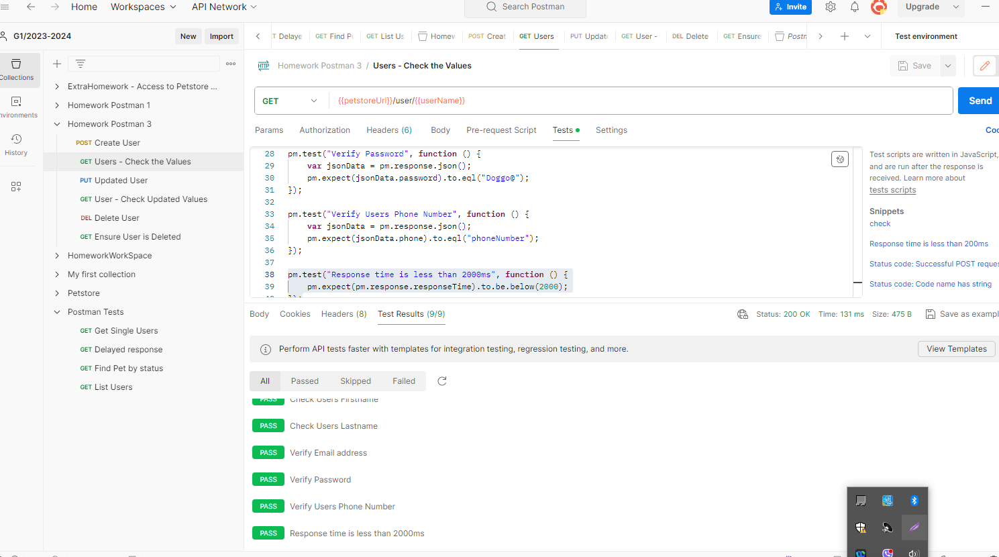 Home
Workspaces
API Network
Search Postman
Invite
Upgrade
G1/2023-2024
New
Import
Delaye
GET Find P
GET List Us
Homew
POST Creat
GET Users
PUT Updat
GET User -
DEL Delete
GET Ensure
Postm
Test environment
Collections
nvironments
History
ExtraHomework - Access to Petstore ...
Homework Postman 1
Homework Postman 3
POST Create User
GET Users - Check the Values
PUT Updated User
GET User - Check Updated Values
DEL Delete User
GET Ensure User is Deleted
HomeworkWorkSpace
My first collection
Petstore
Postman Tests
GET Get Single Users
GET Delayed response
GET Find Pet by status
GET List Users
HTTP Homework Postman 3 / Users - Check the Values
Save
GET
{{petstoreUrl}}/user/{{userName}}
Send
Params
Authorization
Headers (6)
Body
Pre-request Script
Tests
Settings
Coo
28 pm.test("Verify Password", function () {
29 var jsonData = pm.response.json();
30 pm.expect(jsonData.password).to.eql("Doggo@");
31 });
32
33 pm.test("Verify Users Phone Number", function () {
34 var jsonData = pm.response.json();
35 pm.expect(jsonData.phone).to.eql("phoneNumber");
36 });
37
38 pm.test("Response time is less than 2000ms", function () {
39 pm.expect(pm.response.responseTime).to.be.below(2000);
Test scripts are written in JavaScript,
and are run after the response is
received. Learn more about
tests scripts
Snippets
check
Response time is less than 200ms
Status code: Successful POST reques
Status code: Code name has string
Body
Cookies
Headers (8)
Test Results (9/9)
Status: 200 OK
Time: 131 ms
Size: 475 B
Save as exampl
Perform API tests faster with templates for integration testing, regression testing, and more.
View Templates
All
Passed
Skipped
Failed
PASS Check Users Firstname
PASS Check Users Lastname
PASS Verify Email address
PASS Verify Password
PASS Verify Users Phone Number
PASS Response time is less than 2000ms